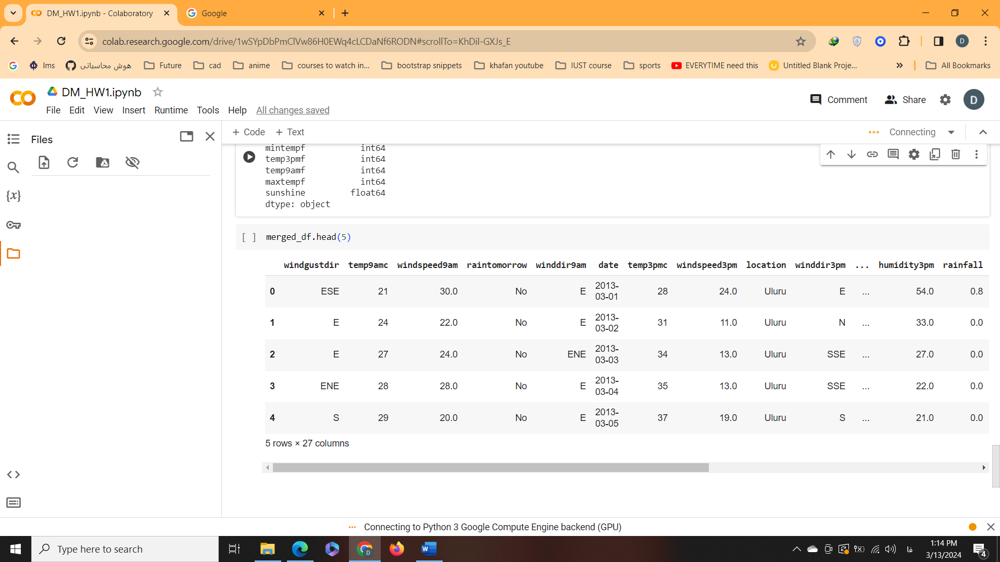 DM_HW1.ipynb - Colaboratory
Google
colab.research.google.com/drive/1wSYpDbPmClVw86H0EWq4cLCDaNf6RODN#scrollTo=KhDil-GXJs_E
D
lms
هوش محاسباتی
Future
cad
anime
courses to watch in...
bootstrap snippets
khafan youtube
IUST course
sports
EVERYTIME need this
Untitled Blank Proje...
All Bookmarks
DM_HW1.ipynb
File Edit View Insert Runtime Tools Help All changes saved
Comment
Share
D
Files
+ Code + Text
Connecting
{x}
mintempf int64
temp3pmf int64
temp9amf int64
maxtempf int64
sunshine float64
dtype: object
[ ] merged_df.head(5)
windgustdir temp9amc windspeed9am raintomorrow winddir9am date temp3pmc windspeed3pm location winddir3pm ... humidity3pm rainfall
0 ESE 21 30.0 No E 2013-03-01 28 24.0 Uluru E ... 54.0 0.8
1 E 24 22.0 No E 2013-03-02 31 11.0 Uluru N ... 33.0 0.0
2 E 27 24.0 No ENE 2013-03-03 34 13.0 Uluru SSE ... 27.0 0.0
3 ENE 28 28.0 No E 2013-03-04 35 13.0 Uluru SSE ... 22.0 0.0
4 S 29 20.0 No E 2013-03-05 37 19.0 Uluru S ... 21.0 0.0
5 rows × 27 columns
Connecting to Python 3 Google Compute Engine backend (GPU)
Type here to search
فا
1:14 PM
3/13/2024
4